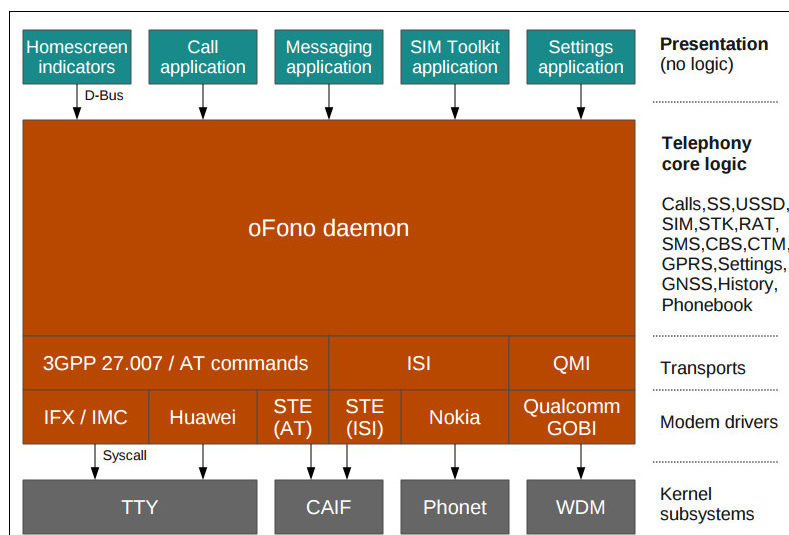 Homescreen
indicators
Call
application
Messaging
application
SIM Toolkit
application
Settings
application
Presentation
(no logic)
D-Bus
oFono daemon
Telephony
core logic
Calls,SS,USSD,
SIM,STK,RAT,
SMS,CBS,CTM,
GPRS,Settings,
GNSS,History,
Phonebook
3GPP 27.007 / AT commands
ISI
QMI
Transports
IFX / IMC
Huawei
STE
(AT)
STE
(ISI)
Nokia
Qualcomm
GOBI
Modem drivers
Syscall
TTY
CAIF
Phonet
WDM
Kernel
subsystems